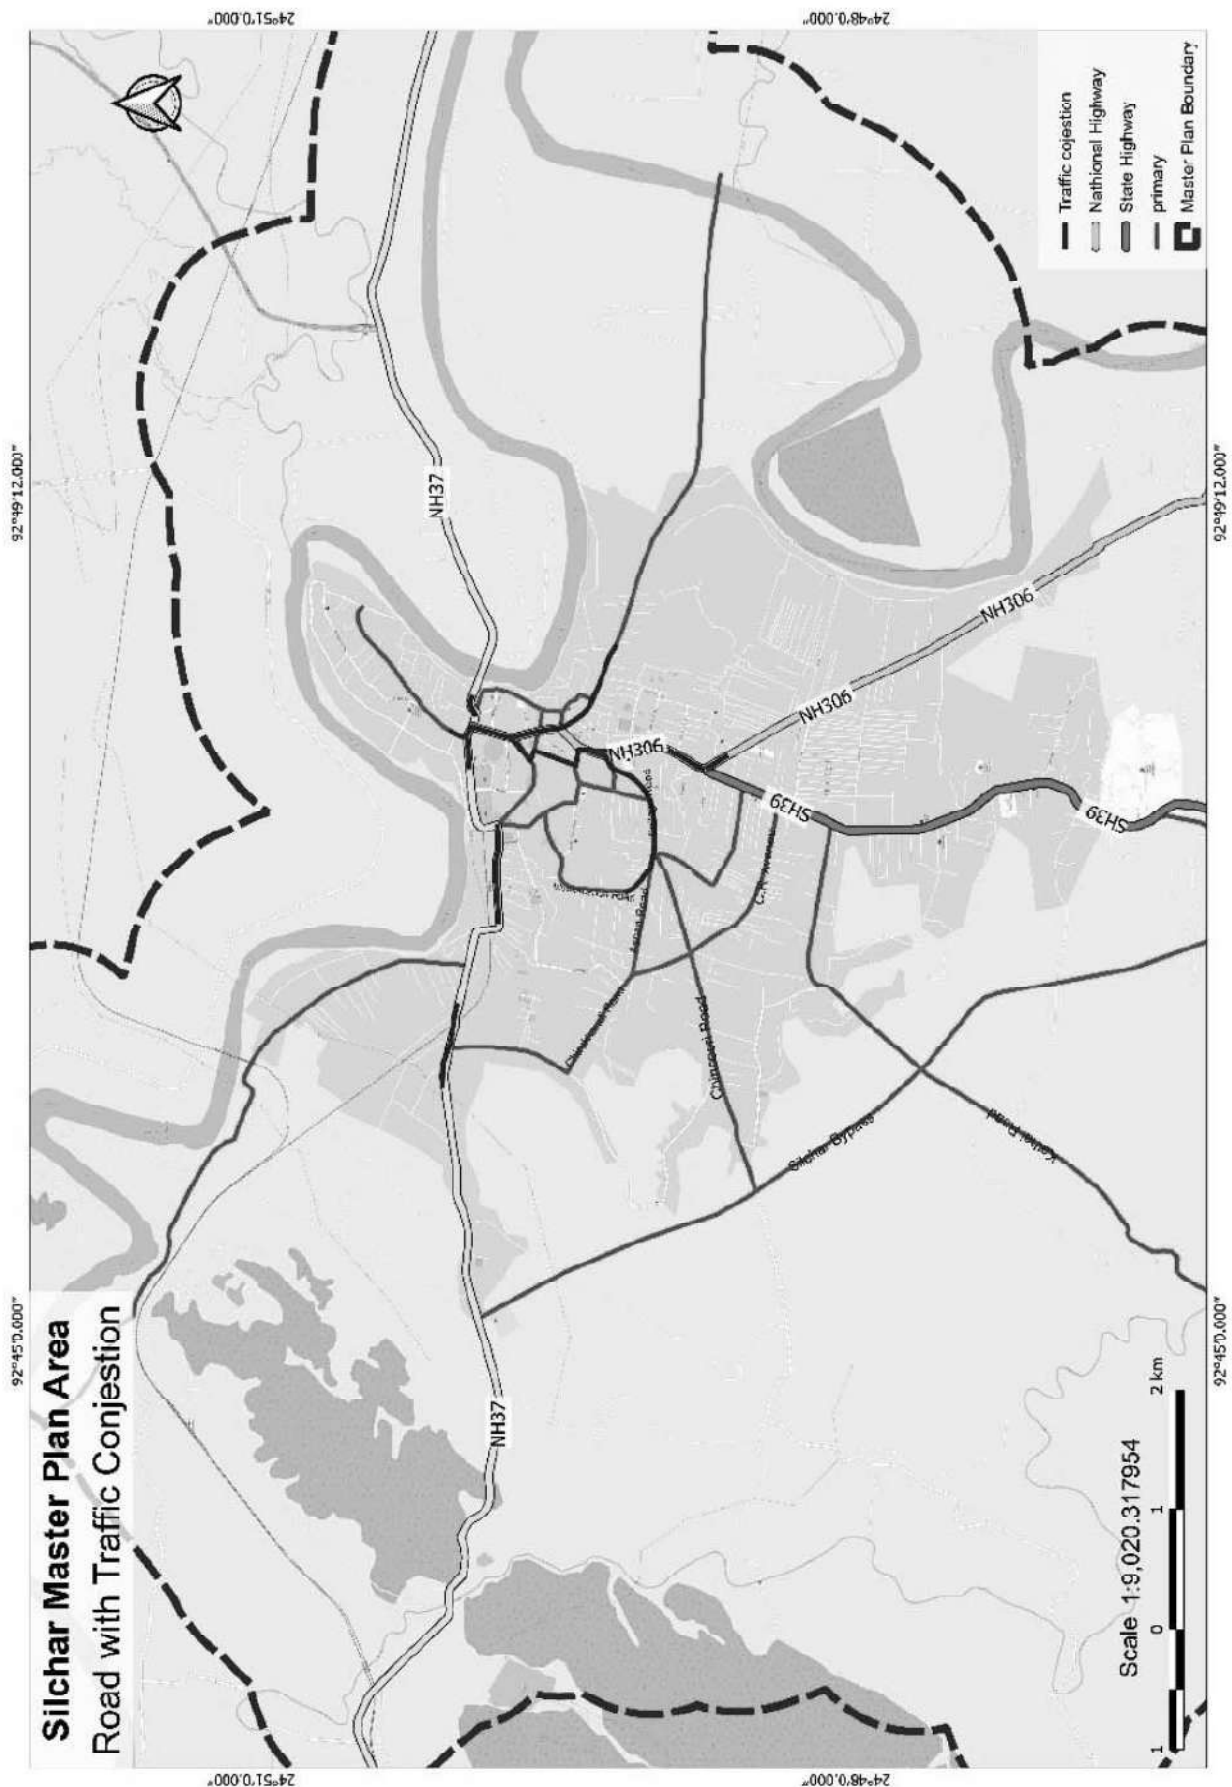 Silchar Master Plan Area
Road with Traffic Conjestion
92°45'0.000"
92°49'12.000"
24°51'0.000"
24°51'0.000"
24°48'0.000"
24°48'0.000"
NH37
NH37
NH306
NH306
NH306
SH39
SH39
Chincoorii Road
Silchar Bypass
Traffic cojestion
Nathional Highway
State Highway
primary
Master Plan Boundary
Scale 1:9,020.317954
1 0 1 2 km
92°45'0.000"
92°49'12.000"